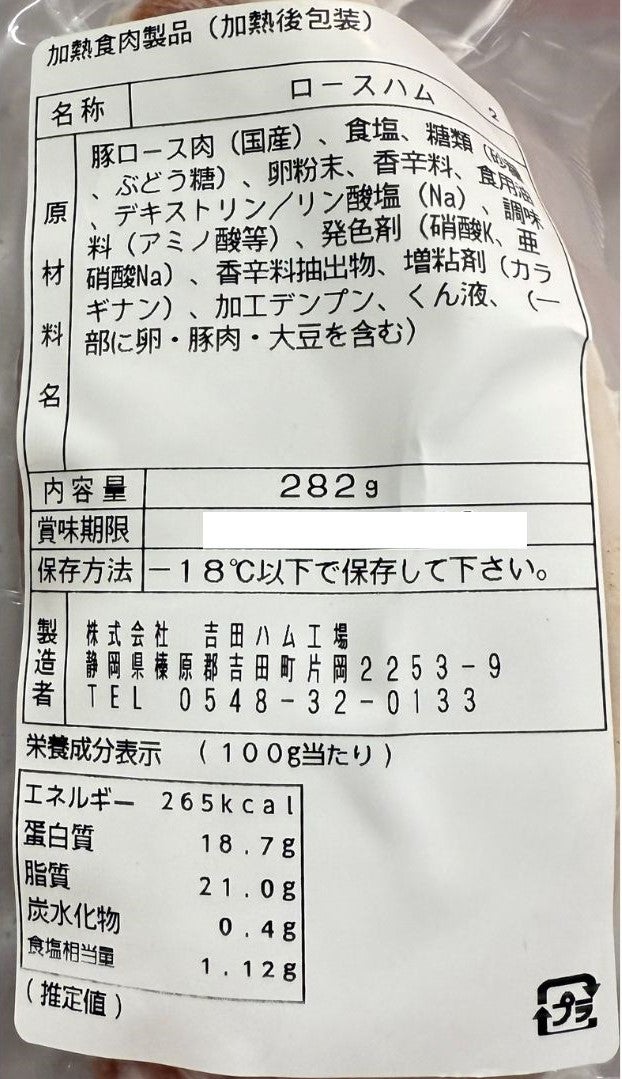 加熱食肉製品(加熱後包装)
名称 ロースハム 2
原材料名
豚ロース肉(国産)、食塩、糖類(砂糖
、ぶどう糖)、卵粉末、香辛料、食用油
、デキストリン/リン酸塩(Na)、調味
料(アミノ酸等)、発色剤(硝酸K、亜
硝酸Na)、香辛料抽出物、増粘剤(カラ
ギナン)、加工デンプン、くん液、(一
部に卵・豚肉・大豆を含む)
内容量 282g
賞味期限
保存方法 -18℃以下で保存して下さい。
製造者
株式会社 吉田ハム工場
静岡県榛原郡吉田町片岡2253-9
TEL 0548-32-0133
栄養成分表示 (100g当たり)
エネルギー 265kcal
蛋白質 18.7g
脂質 21.0g
炭水化物 0.4g
食塩相当量 1.12g
(推定値)
プラ